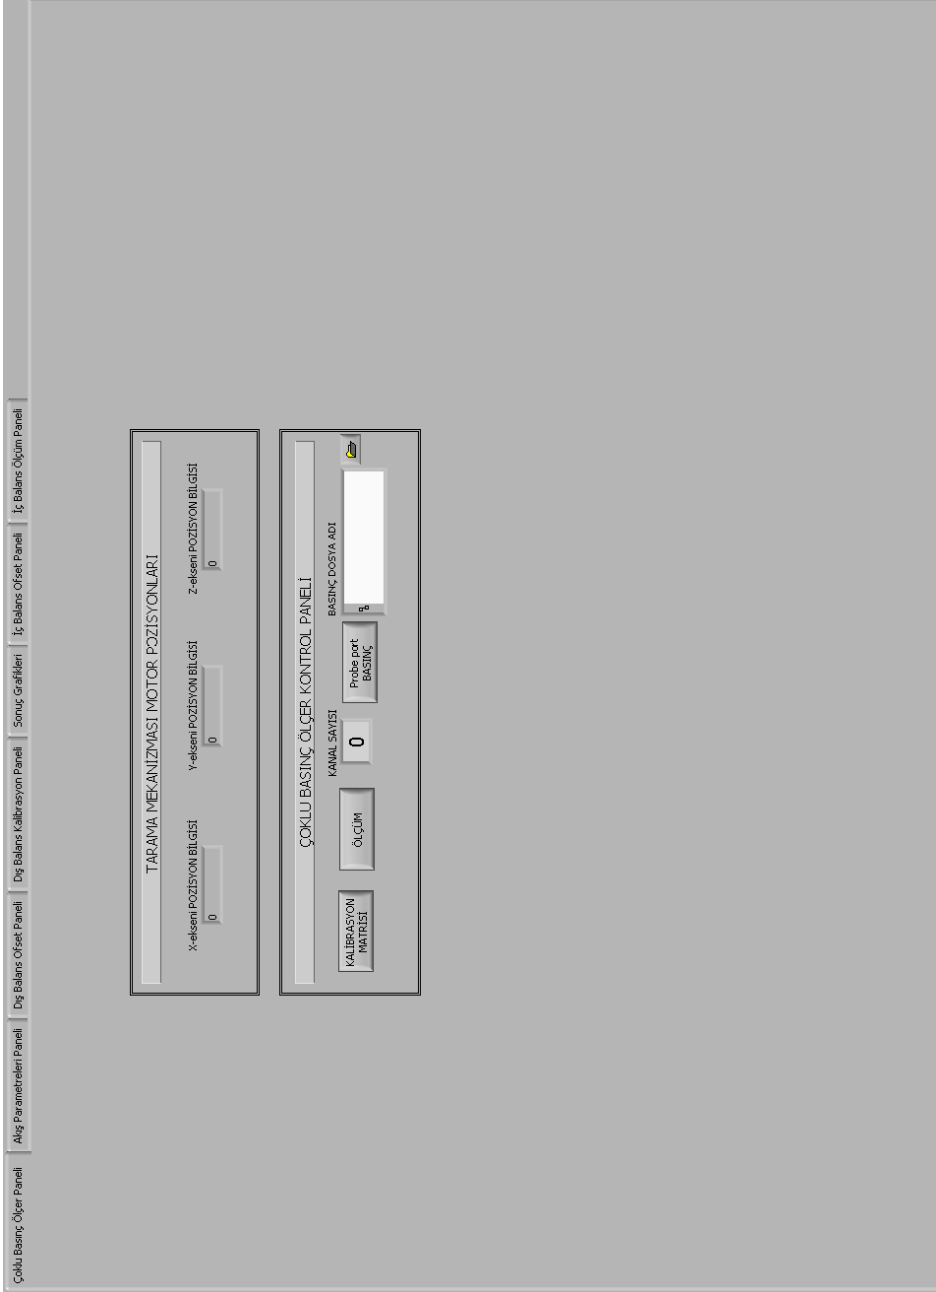 Çoklu Basınç Ölçer Paneli
Akış Parametreleri Paneli
Dış Balans Ofset Paneli
Dış Balans Kalibrasyon Paneli
Sonuç Grafikleri
İç Balans Ofset Paneli
İç Balans Ölçüm Paneli
TARAMA MEKANİZMASI MOTOR POZİSYONLARI
X-ekseni POZİSYON BİLGİSİ
Y-ekseni POZİSYON BİLGİSİ
Z-ekseni POZİSYON BİLGİSİ
0
0
0
ÇOKLU BASINÇ ÖLÇER KONTROL PANELİ
KALİBRASYON
MATRİSİ
ÖLÇÜM
KANAL SAYISI
0
Probe port
BASINÇ
BASINÇ DOSYA ADI